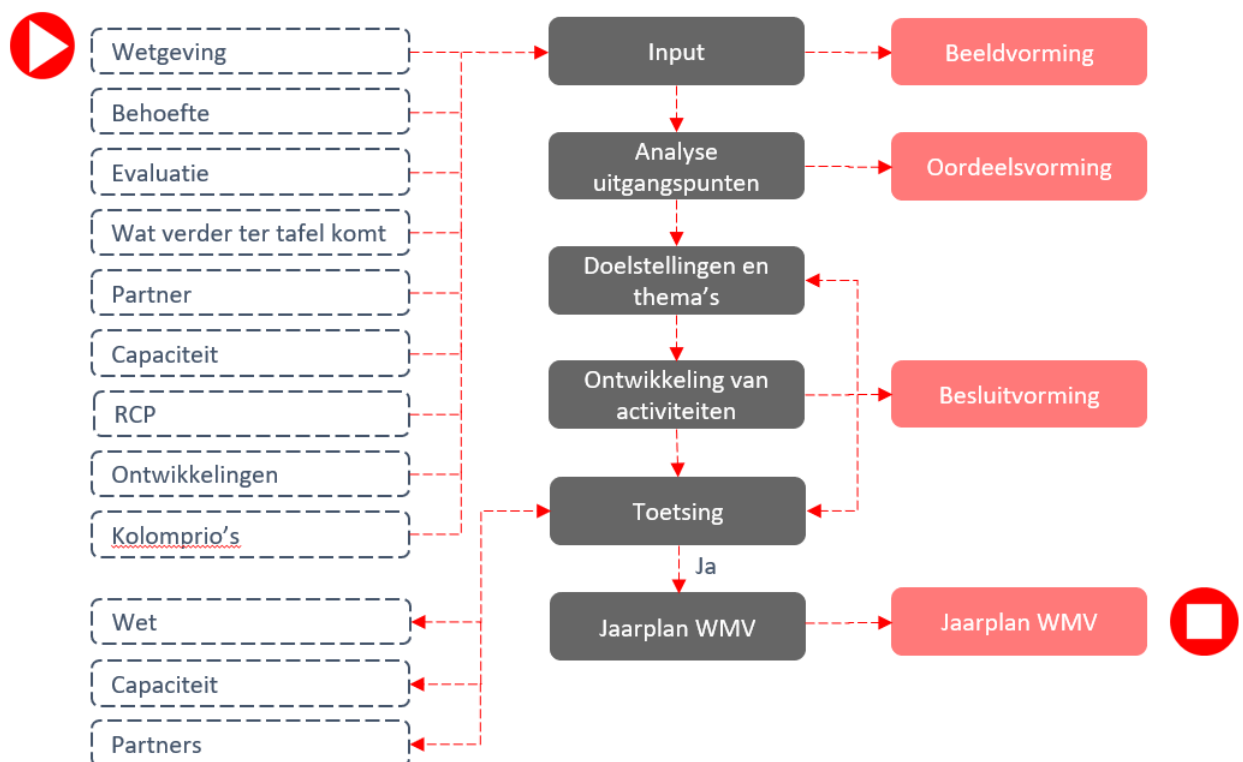 Wetgeving
Behoefte
Evaluatie
Wat verder ter tafel komt
Partner
Capaciteit
RCP
Ontwikkelingen
Kolomprio's
Wet
Capaciteit
Partners
Input
Analyse
uitgangspunten
Doelstellingen en
thema's
Ontwikkeling van
activiteiten
Toetsing
Ja
Jaarplan WMV
Beeldvorming
Oordeelsvorming
Besluitvorming
Jaarplan WMV